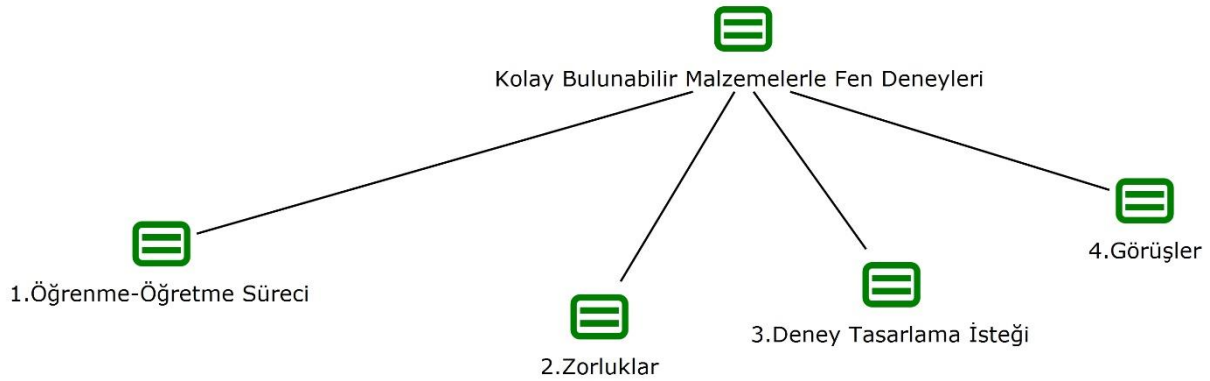 Kolay Bulunabilir Malzemelerle Fen Deneyleri
1.Öğrenme-Öğretme Süreci
2.Zorluklar
3.Deney Tasarlama İsteği
4.Görüşler